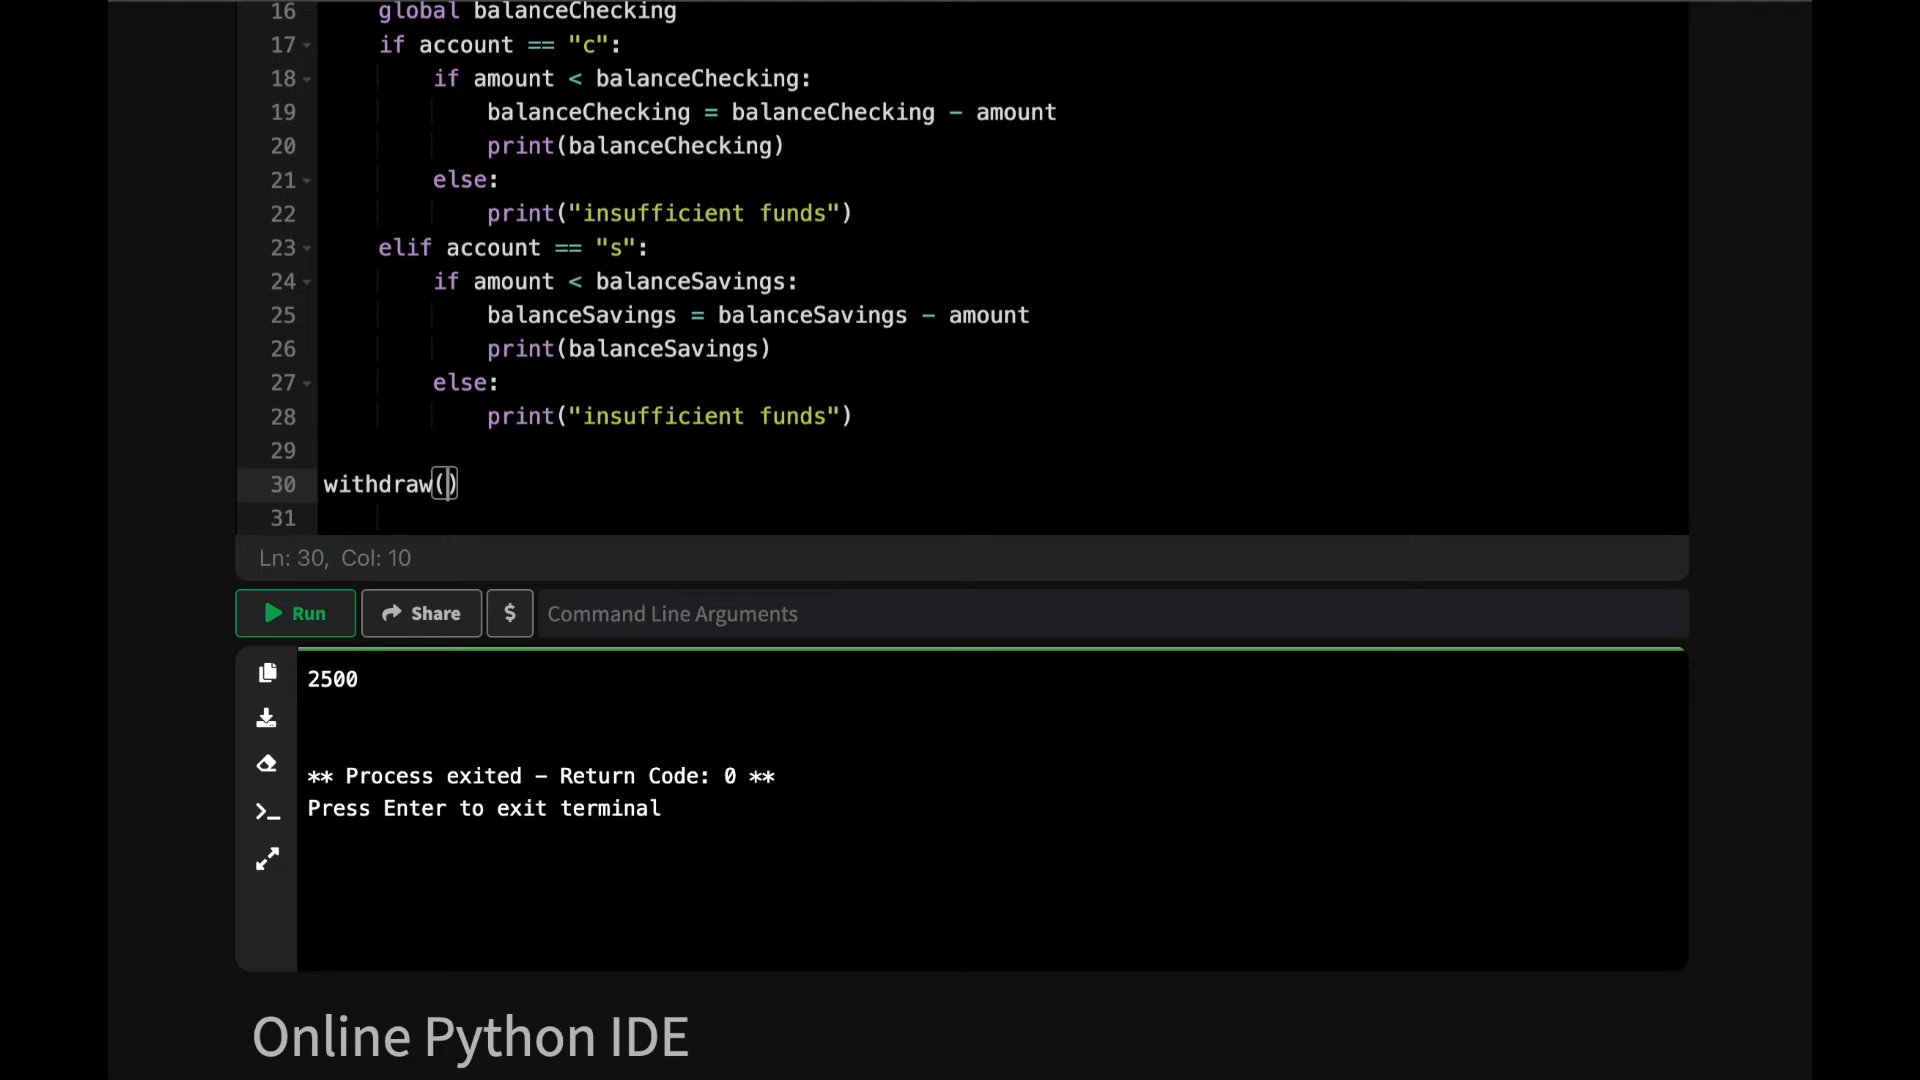 16 global balanceChecking
17 if account == "c":
18 if amount < balanceChecking:
19 balanceChecking = balanceChecking - amount
20 print(balanceChecking)
21 else:
22 print("insufficient funds")
23 elif account == "s":
24 if amount < balanceSavings:
25 balanceSavings = balanceSavings - amount
26 print(balanceSavings)
27 else:
28 print("insufficient funds")
29
30 withdraw()
31
Ln: 30, Col: 10
Run Share $ Command Line Arguments
2500
** Process exited - Return Code: 0 **
Press Enter to exit terminal
Online Python IDE